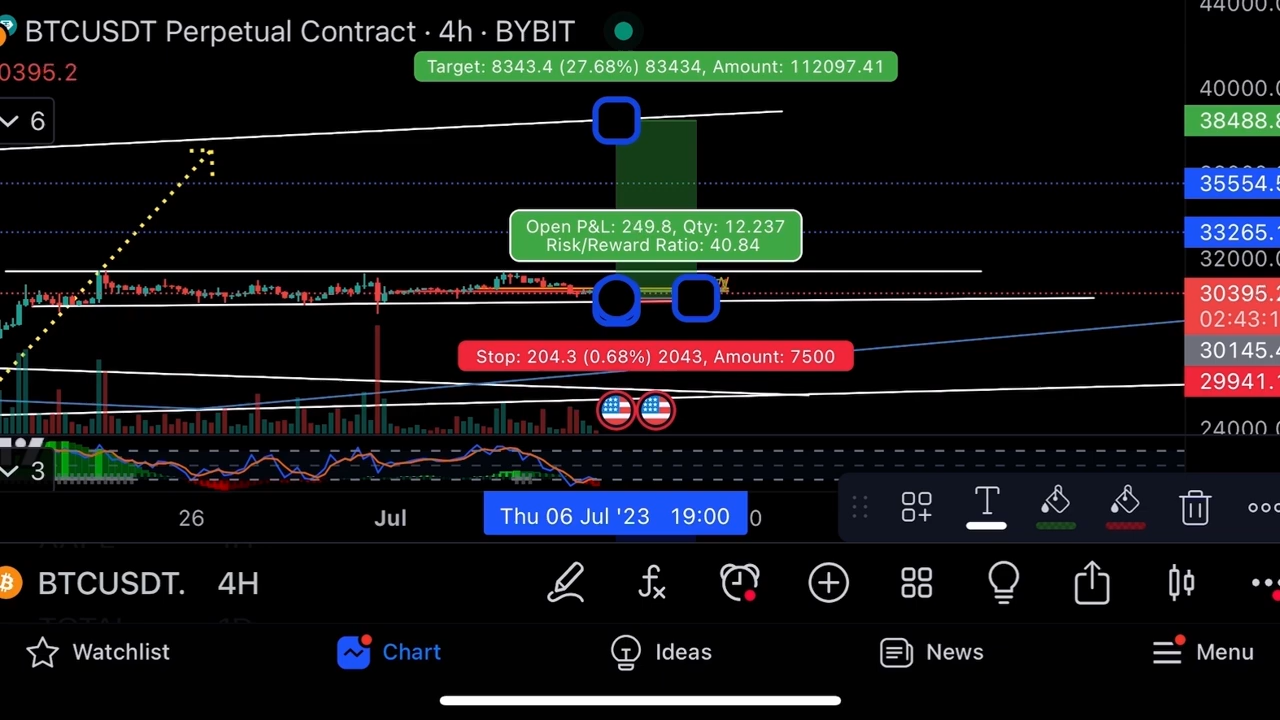 BTCUSDT Perpetual Contract · 4h · BYBIT
44000.0
0395.2
Target: 8343.4 (27.68%) 83434, Amount: 112097.41
40000.0
6
38488.8
35554.5
Open P&L: 249.8, Qty: 12.237
Risk/Reward Ratio: 40.84
33265.1
32000.0
30395.2
02:43:1
30145.4
Stop: 204.3 (0.68%) 2043, Amount: 7500
29941.1
24000.0
3
26
Jul
Thu 06 Jul '23 19:00
0
T
BTCUSDT. 4H
Watchlist
Chart
Ideas
News
Menu